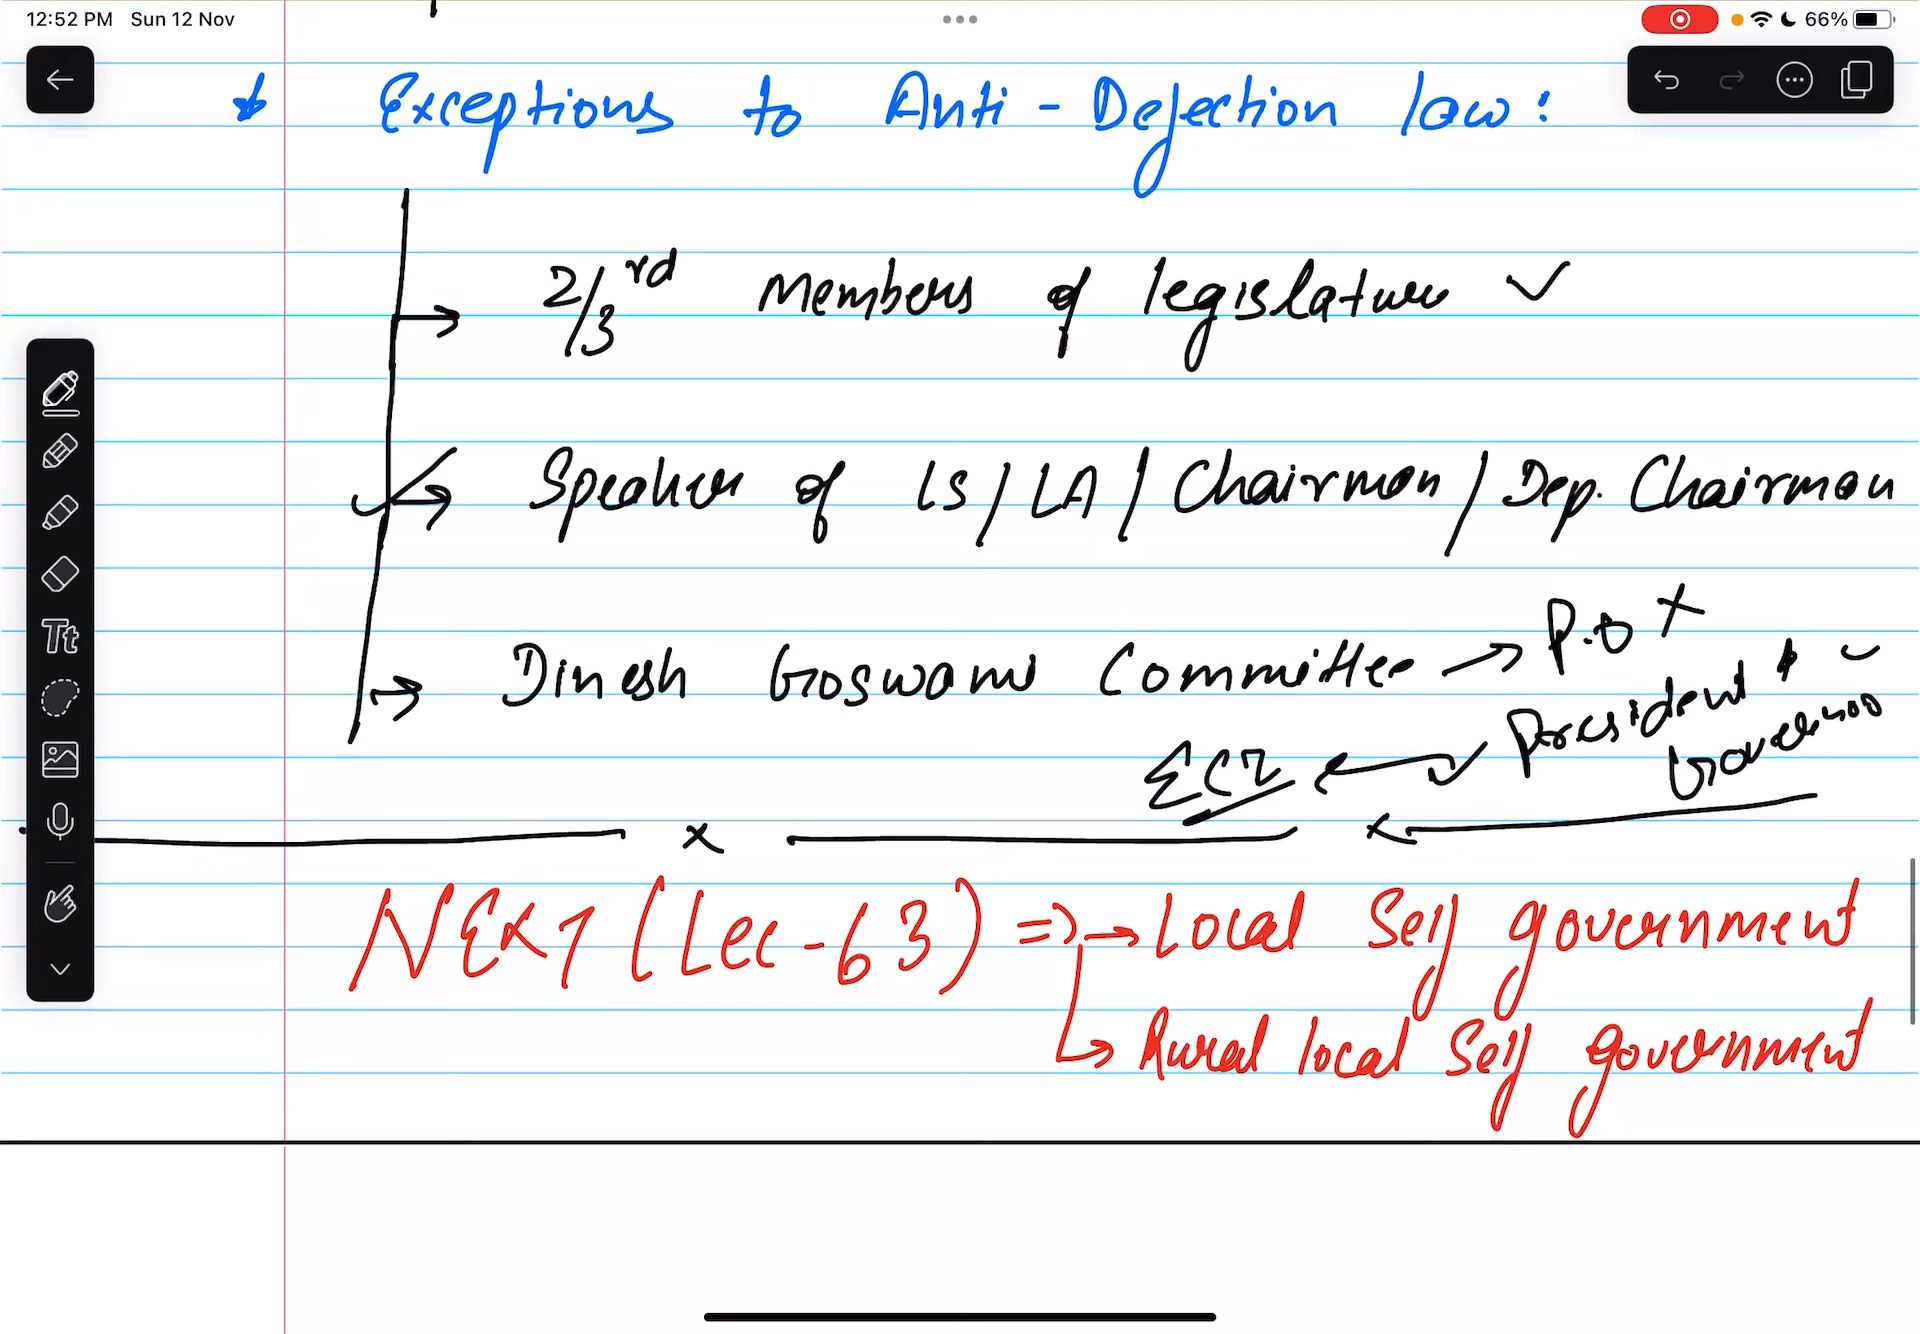 12:52 PM Sun 12 Nov
66%
Exceptions to Anti-Defection law:
2/3rd Members of legislature ✓
Speaker of LS/LA/Chairman/Dep. Chairman
Dinesh Goswami Committee → P.O X
President
Governor
ECI
x
NEXT (Lec-63) => → Local Self government
↳ Rural local Self government
Tt